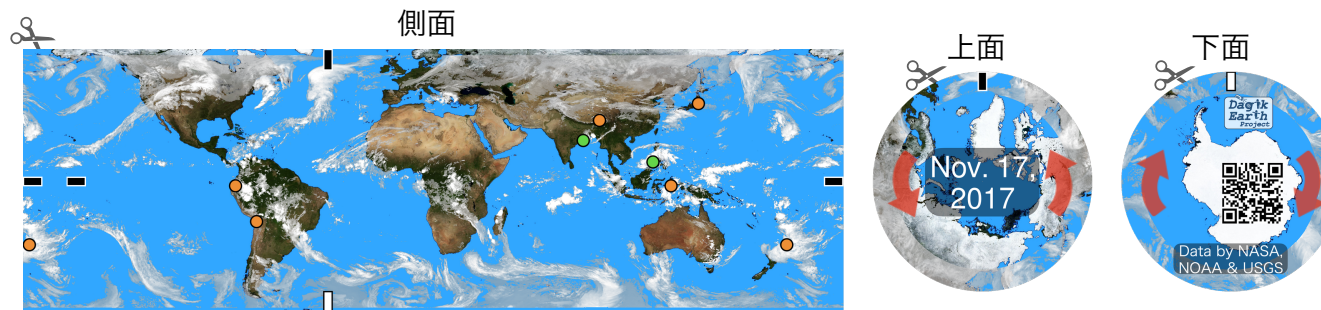 側面
上面
下面
Nov. 17,
2017
Dagik
Earth
Project
Data by NASA,
NOAA & USGS